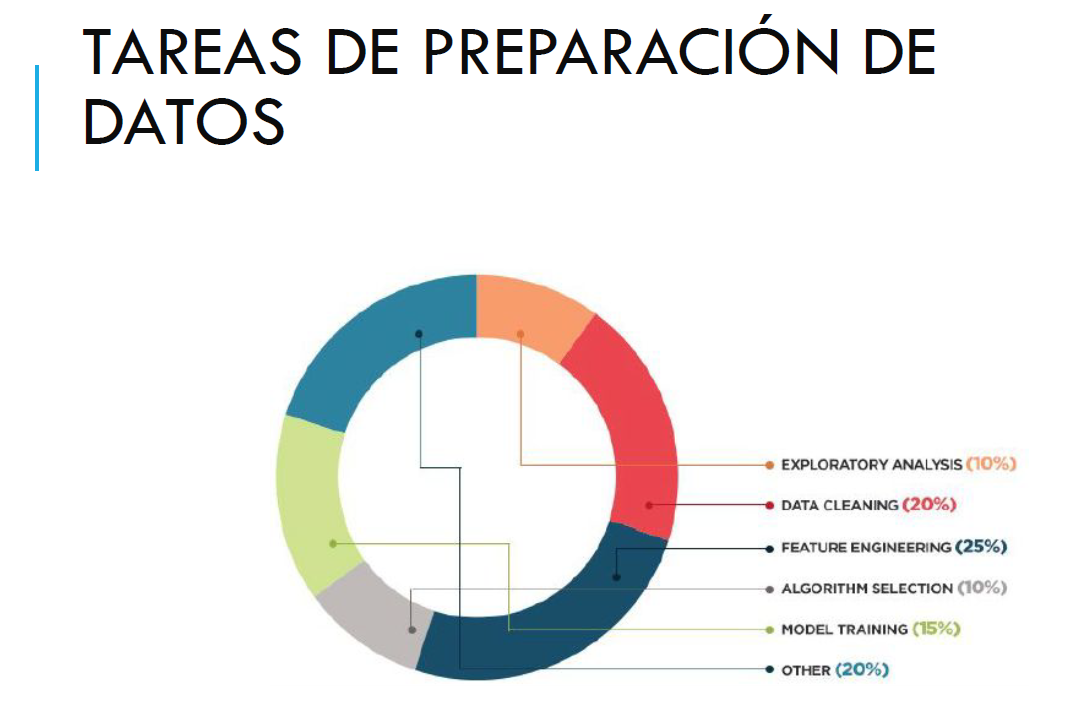 TAREAS DE PREPARACIÓN DE
DATOS
EXPLORATORY ANALYSIS (10%)
DATA CLEANING (20%)
FEATURE ENGINEERING (25%)
ALGORITHM SELECTION (10%)
MODEL TRAINING (15%)
OTHER (20%)